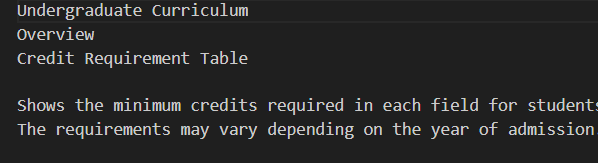 Undergraduate Curriculum
Overview
Credit Requirement Table
Shows the minimum credits required in each field for students
The requirements may vary depending on the year of admission